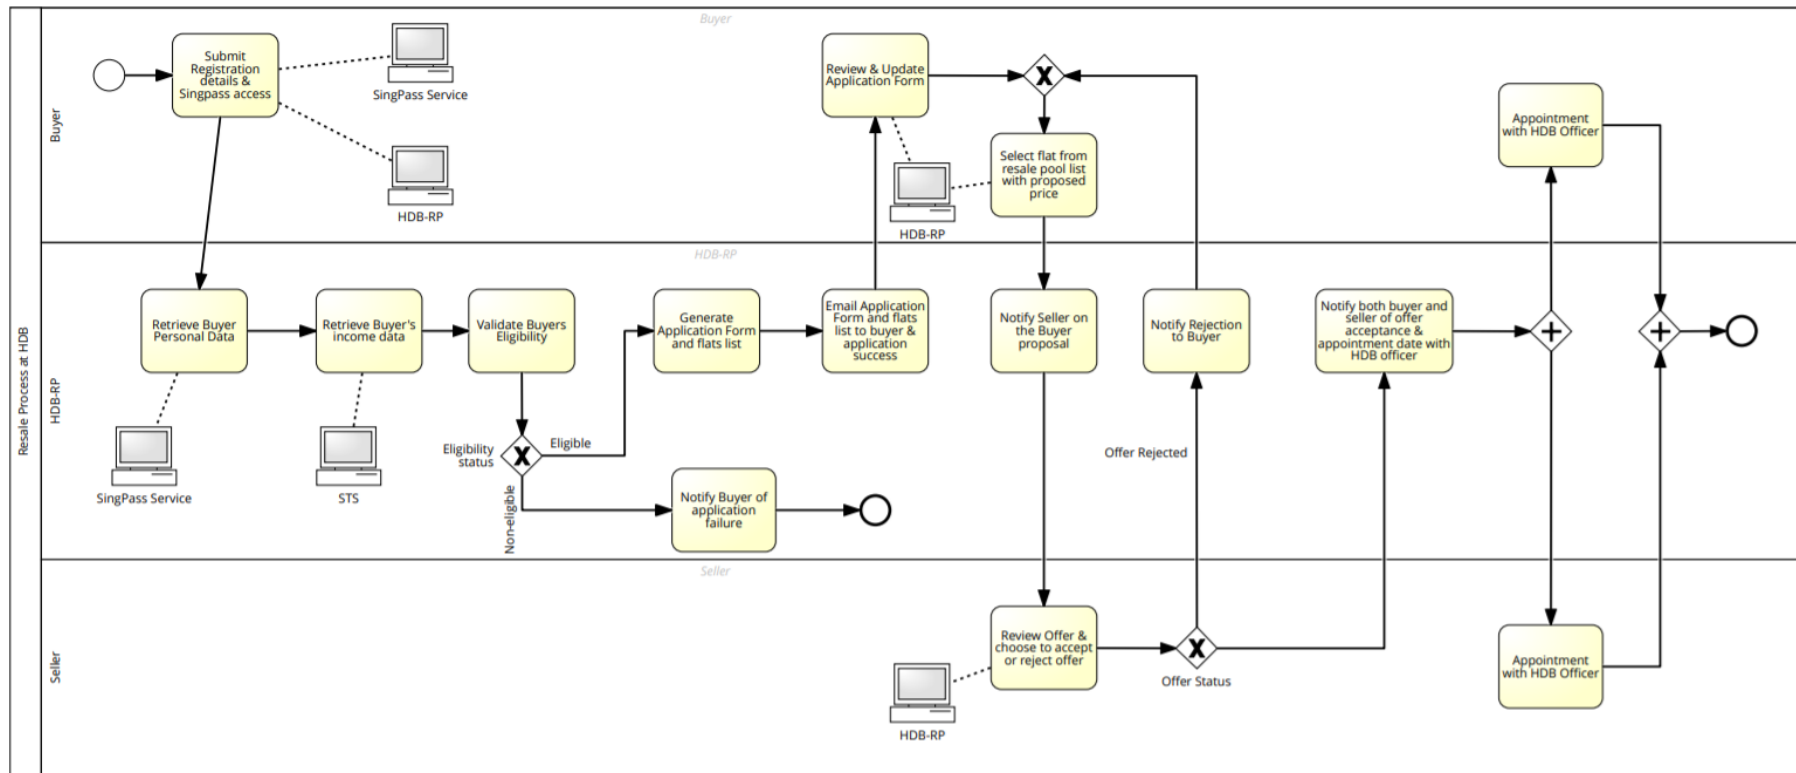 Resale Process at HDB
Buyer
Buyer
Submit
Registration
details &
Singpass access
SingPass Service
HDB-RP
Review & Update
Application Form
HDB-RP
X
Select flat from
resale pool list
with proposed
price
Appointment
with HDB Officer
HDB-RP
HDB-RP
Retrieve Buyer
Personal Data
SingPass Service
Retrieve Buyer's
income data
STS
Validate Buyers
Eligibility
Eligibility
status
X
Eligible
Non-eligible
Generate
Application Form
and flats list
Notify Buyer of
application
failure
Email Application
Form and flats
list to buyer &
application
success
Notify Seller on
the Buyer
proposal
Notify Rejection
to Buyer
Offer Rejected
Notify both buyer and
seller of offer
acceptance &
appointment date with
HDB officer
+
+
Seller
Seller
HDB-RP
Review Offer &
choose to accept
or reject offer
X
Offer Status
Appointment
with HDB Officer